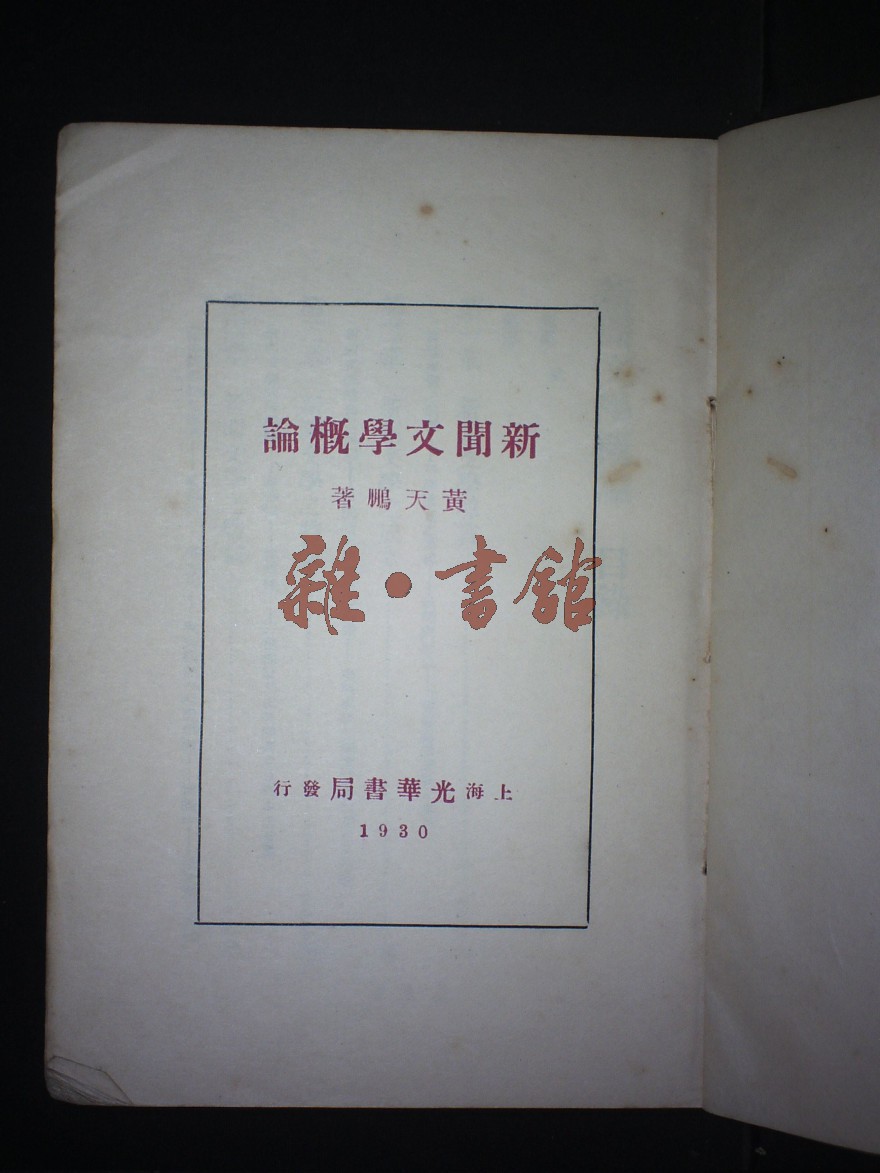 新聞文學概論
黃天鵬著
雜·書館
上海光華書局發行
1930